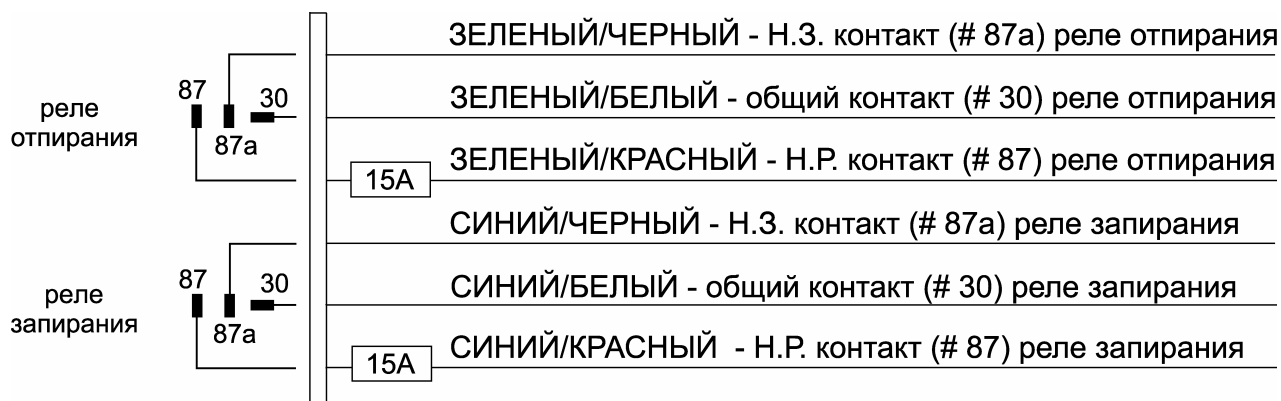 ЗЕЛЕНЫЙ/ЧЕРНЫЙ - Н.З. контакт (# 87а) реле отпирания
87
30
реле
отпирания
87а
ЗЕЛЕНЫЙ/БЕЛЫЙ - общий контакт (# 30) реле отпирания
ЗЕЛЕНЫЙ/КРАСНЫЙ - Н.Р. контакт (# 87) реле отпирания
15А
СИНИЙ/ЧЕРНЫЙ - Н.З. контакт (# 87а) реле запирания
87
30
реле
запирания
87а
СИНИЙ/БЕЛЫЙ - общий контакт (# 30) реле запирания
СИНИЙ/КРАСНЫЙ - Н.Р. контакт (# 87) реле запирания
15А